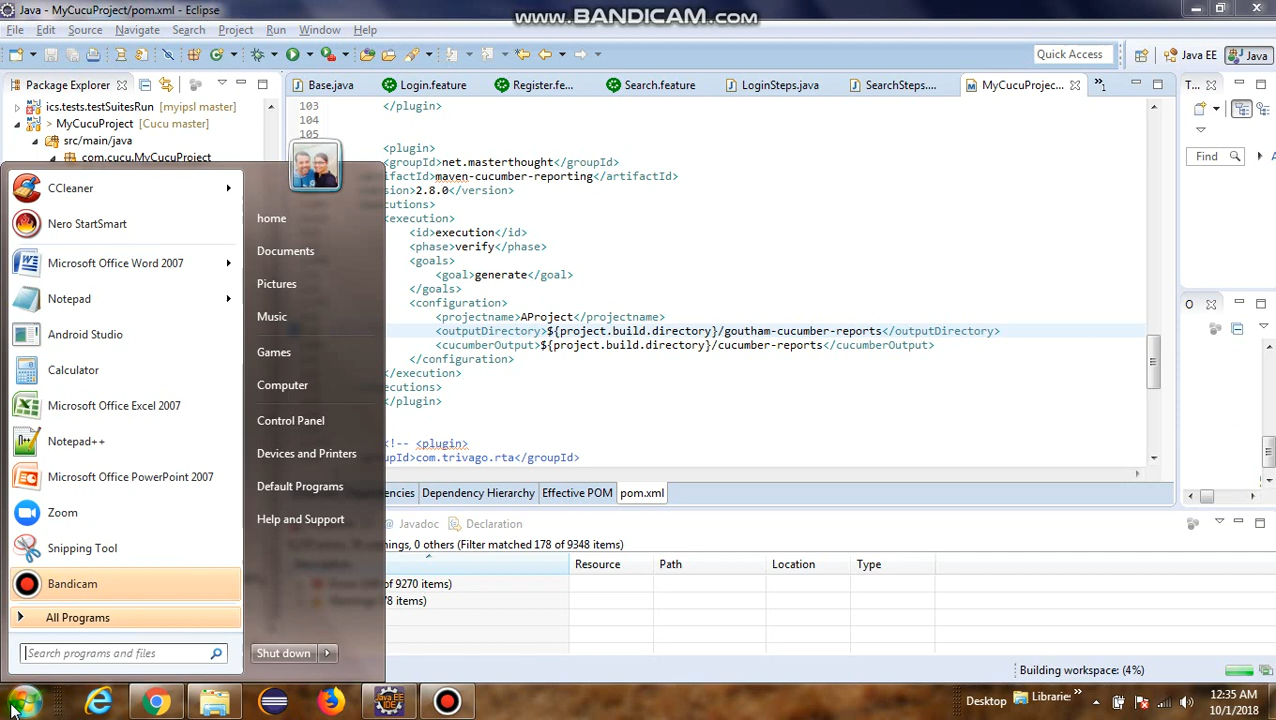 Java - MyCucuProject/pom.xml - Eclipse
www.BANDICAM.com
File Edit Source Refactor Navigate Search Project Run Window Help
Quick Access
Java EE
Java
Package Explorer
Base.java
Login.feature
Register.fe...
Search.feature
LoginSteps.java
SearchSteps....
MyCucuProjec...
T...
ics.tests.testSuitesRun [myipsl master]
> MyCucuProject [Cucu master]
src/main/java
com.cucu.MyCucuProject
Find
A
103 </plugin>
104
105
<plugin>
<groupId>net.masterthought</groupId>
tifactId>maven-cucumber-reporting</artifactId>
sion>2.8.0</version>
cutions>
<execution>
<id>execution</id>
<phase>verify</phase>
<goals>
<goal>generate</goal>
</goals>
<configuration>
<projectname>AProject</projectname>
<outputDirectory>${project.build.directory}/goutham-cucumber-reports</outputDirectory>
<cucumberOutput>${project.build.directory}/cucumber-reports</cucumberOutput>
</configuration>
</execution>
ecutions>
</plugin>
<!-- <plugin>
upId>com.trivago.rta</groupId>
O
encies
Dependency Hierarchy
Effective POM
pom.xml
@ Javadoc
Declaration
nings, 0 others (Filter matched 178 of 9348 items)
Resource
Path
Location
Type
of 9270 items)
78 items)
CCleaner
Nero StartSmart
Microsoft Office Word 2007
Notepad
Android Studio
Calculator
Microsoft Office Excel 2007
Notepad++
Microsoft Office PowerPoint 2007
Zoom
Snipping Tool
Bandicam
All Programs
Search programs and files
home
Documents
Pictures
Music
Games
Computer
Control Panel
Devices and Printers
Default Programs
Help and Support
Shut down
Building workspace: (4%)
Java EE
IDE
Desktop
Librarie
12:35 AM
10/1/2018